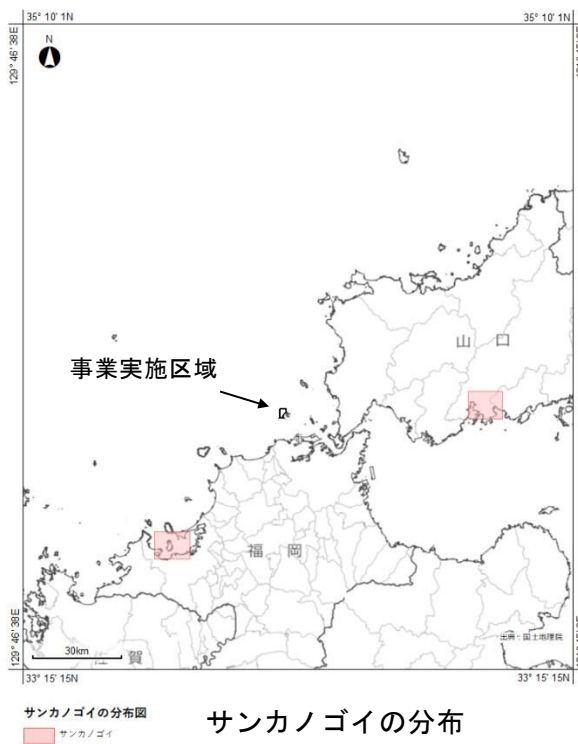 35° 10′ 1N
35° 10′ 1N
129° 46′ 38E
N
山 口
事業実施区域
福 岡
129° 46′ 38E
出典：国土地理院
30km
佐 賀
33° 15′ 15N
33° 15′ 15N
サンカノゴイの分布図
サンカノゴイの分布
サンカノゴイ